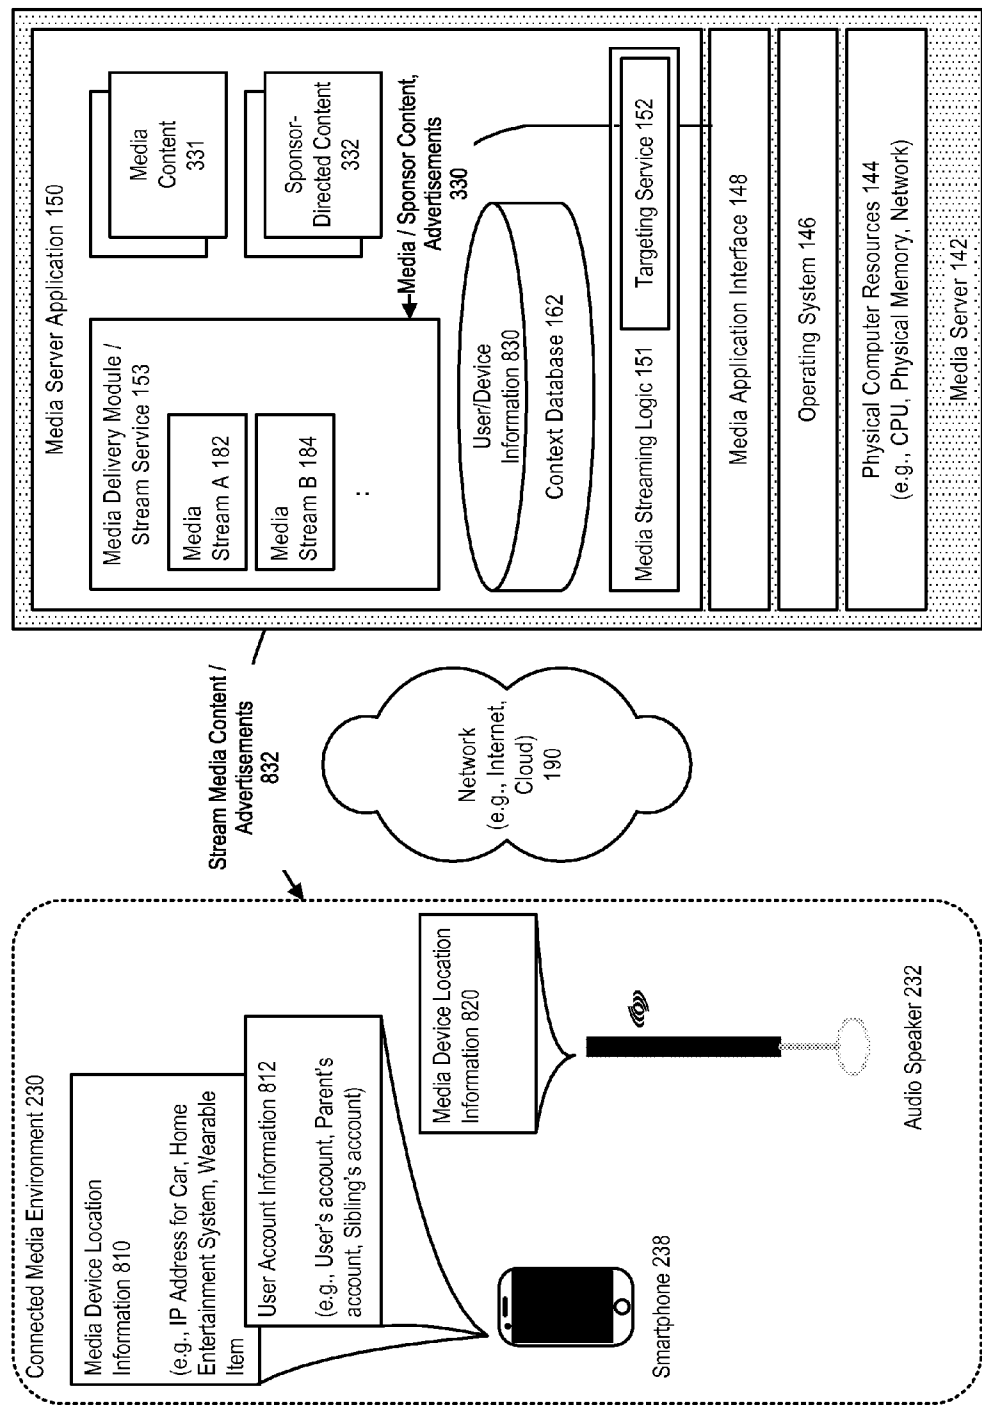 Connected Media Environment 230
Media Device Location
Information 810
(e.g., IP Address for Car, Home
Entertainment System, Wearable
Item
User Account Information 812
(e.g., User's account, Parent's
account, Sibling's account)
Smartphone 238
Media Device Location
Information 820
Audio Speaker 232
Stream Media Content /
Advertisements
832
Network
(e.g., Internet,
Cloud)
190
Media Server Application 150
Media Delivery Module /
Stream Service 153
Media
Stream A 182
Media
Stream B 184
:
Media
Content
331
Sponsor-
Directed Content
332
Media / Sponsor Content,
Advertisements
330
User/Device
Information 830
Context Database 162
Media Streaming Logic 151
Targeting Service 152
Media Application Interface 148
Operating System 146
Physical Computer Resources 144
(e.g., CPU, Physical Memory, Network)
Media Server 142